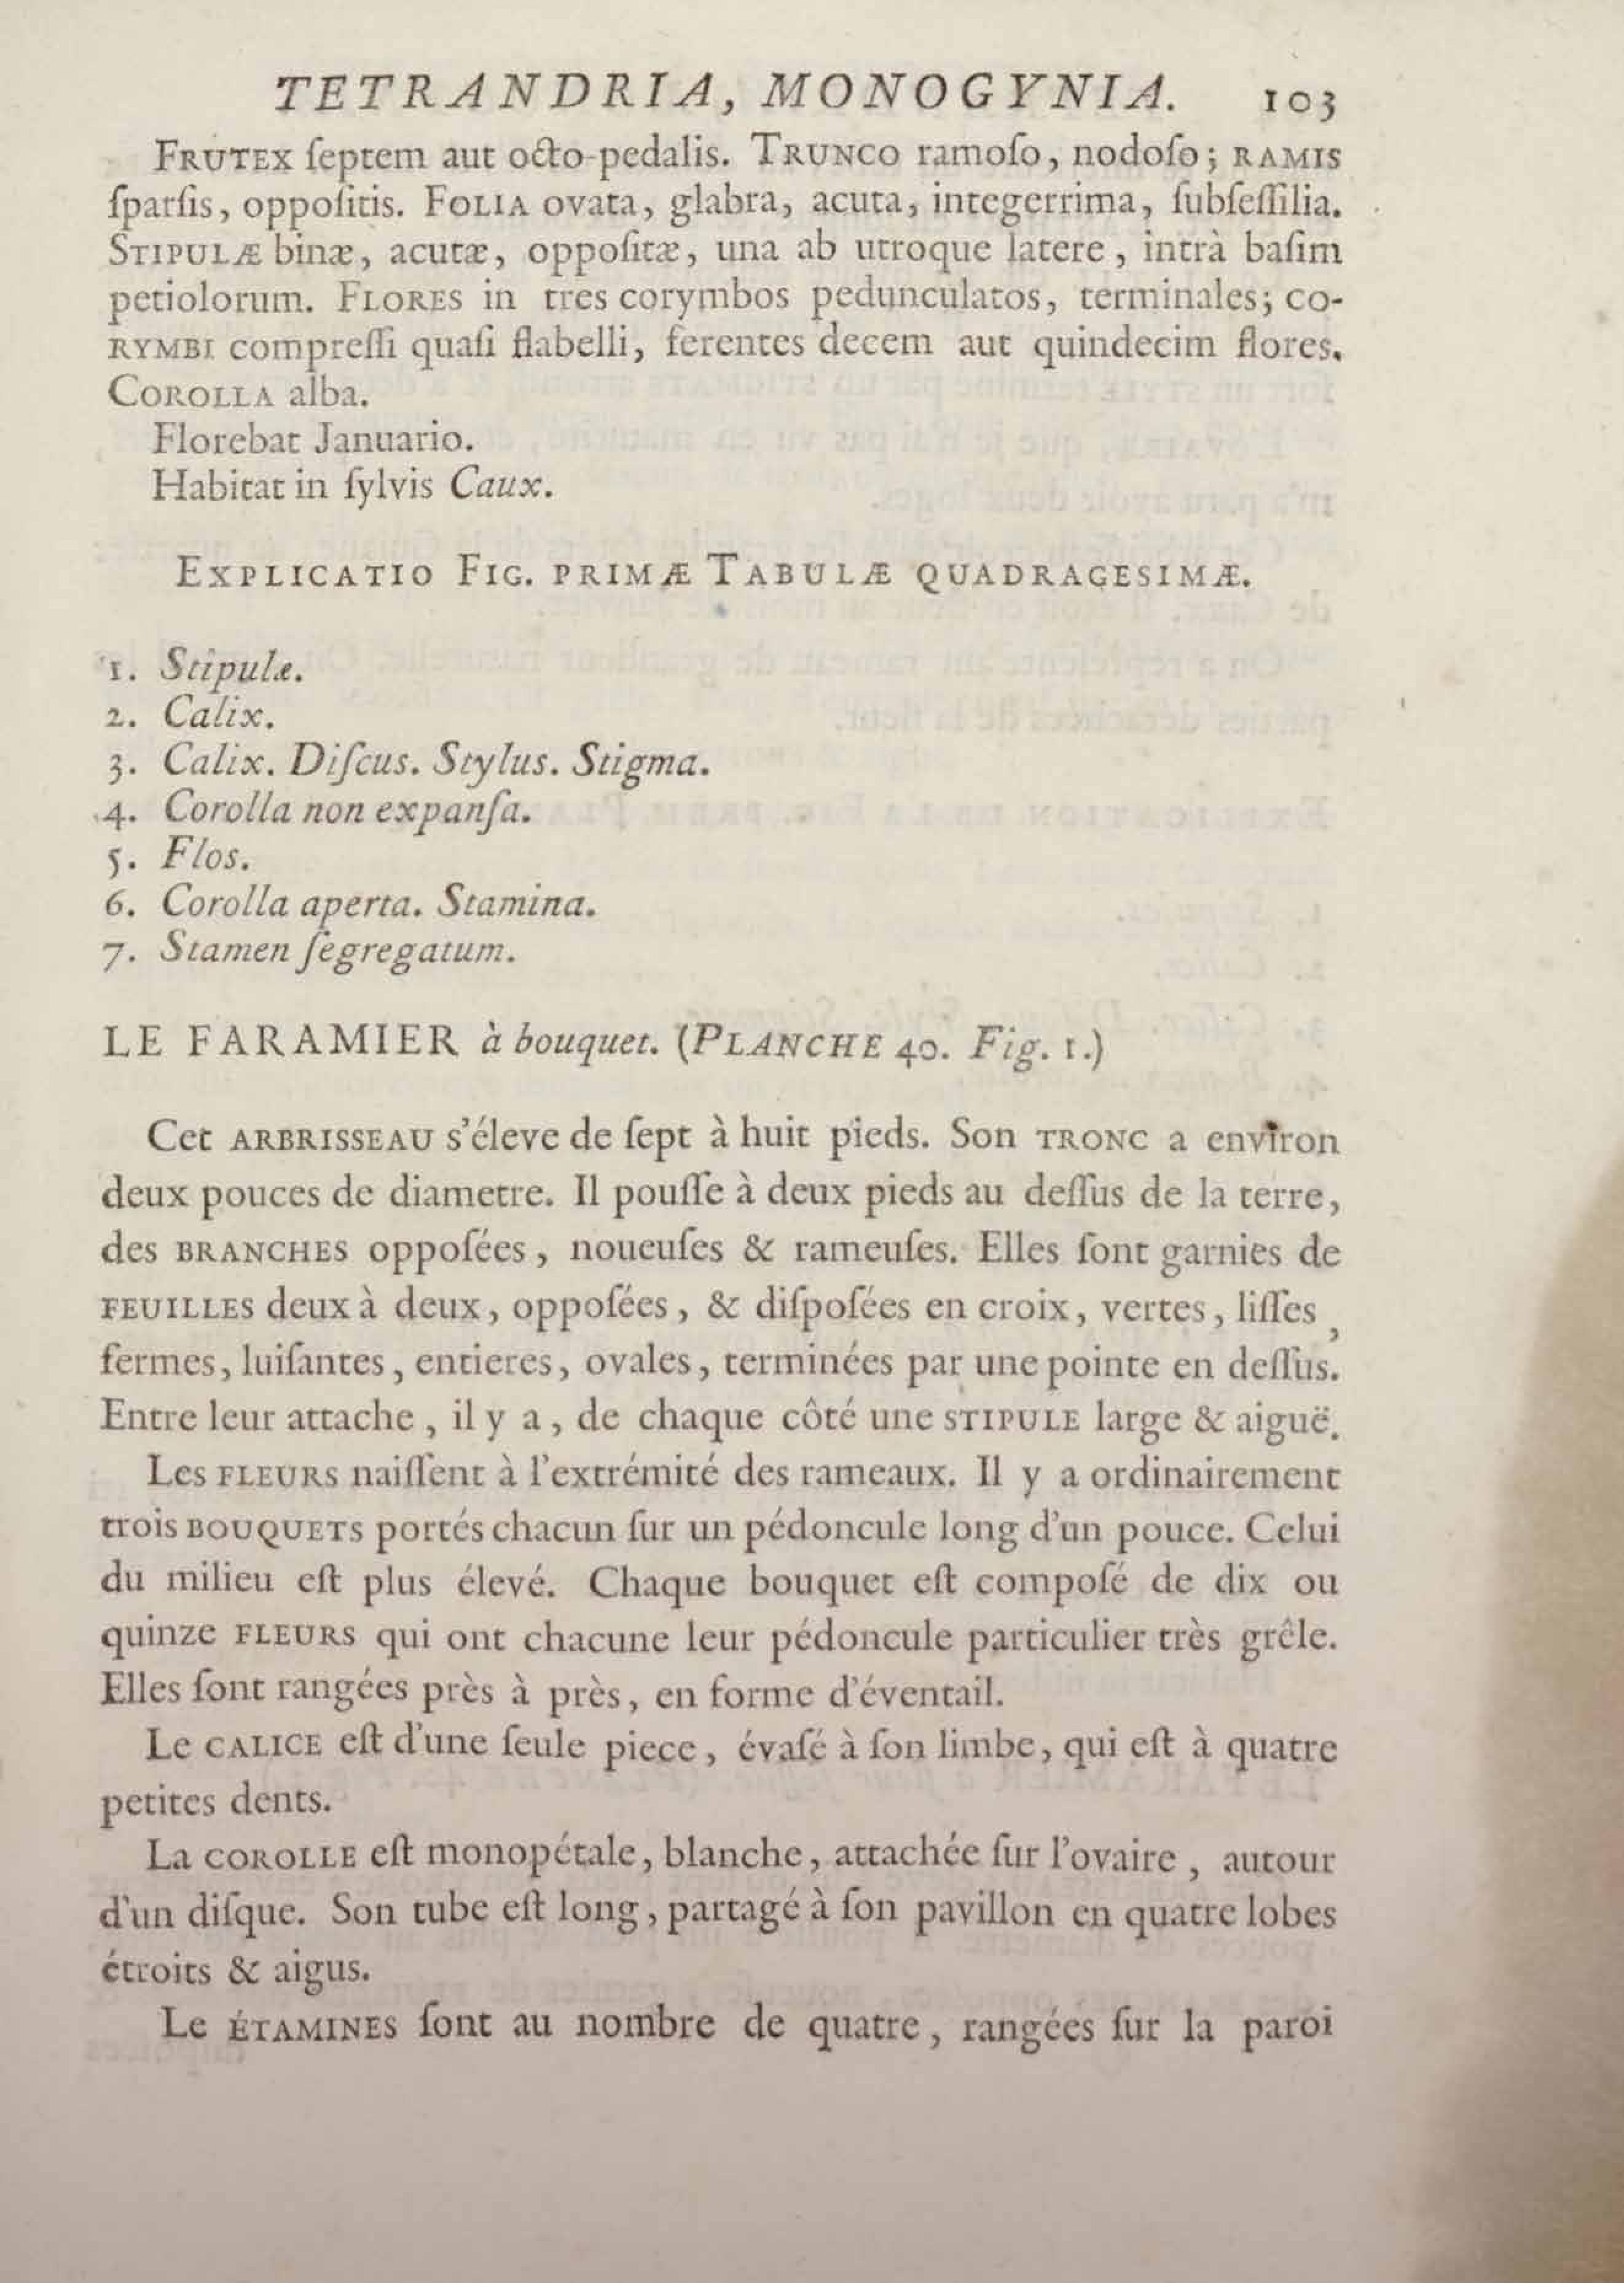 TETRANDRIA, MONOGYNIA. 103
FRUTEX ſeptem aut octo-pedalis. TRUNCO ramoſo, nodoſo; RAMIS
ſparſis, oppoſitis. FOLIA ovata, glabra, acuta, integerrima, ſubſeſſilia.
STIPULÆ binæ, acutæ, oppoſitæ, una ab utroque latere, intrà baſim
petiolorum. FLORES in tres corymbos pedunculatos, terminales; CO-
RYMBI compreſſi quaſi flabelli, ferentes decem aut quindecim flores.
COROLLA alba.
Florebat Januario.
Habitat in ſylvis Caux.
EXPLICATIO FIG. PRIMÆ TABULÆ QUADRAGESIMÆ.
1. Stipulæ.
2. Calix.
3. Calix. Diſcus. Stylus. Stigma.
4. Corolla non expanſa.
5. Flos.
6. Corolla aperta. Stamina.
7. Stamen ſegregatum.
LE FARAMIER à bouquet. (PLANCHE 40. Fig. 1.)
Cet ARBRISSEAU s'éleve de ſept à huit pieds. Son TRONC a environ
deux pouces de diametre. Il pouſſe à deux pieds au deſſus de la terre,
des BRANCHES oppoſées, noueuſes & rameuſes. Elles ſont garnies de
FEUILLES deux à deux, oppoſées, & diſpoſées en croix, vertes, liſſes,
fermes, luiſantes, entieres, ovales, terminées par une pointe en deſſus.
Entre leur attache, il y a, de chaque côté une STIPULE large & aiguë.
Les FLEURS naiſſent à l'extrémité des rameaux. Il y a ordinairement
trois BOUQUETS portés chacun ſur un pédoncule long d'un pouce. Celui
du milieu eſt plus élevé. Chaque bouquet eſt compoſé de dix ou
quinze FLEURS qui ont chacune leur pédoncule particulier très grêle.
Elles ſont rangées près à près, en forme d'éventail.
Le CALICE eſt d'une ſeule piece, évaſé à ſon limbe, qui eſt à quatre
petites dents.
La COROLLE eſt monopétale, blanche, attachée ſur l'ovaire, autour
d'un diſque. Son tube eſt long, partagé à ſon pavillon en quatre lobes
étroits & aigus.
Le ÉTAMINES ſont au nombre de quatre, rangées ſur la paroi